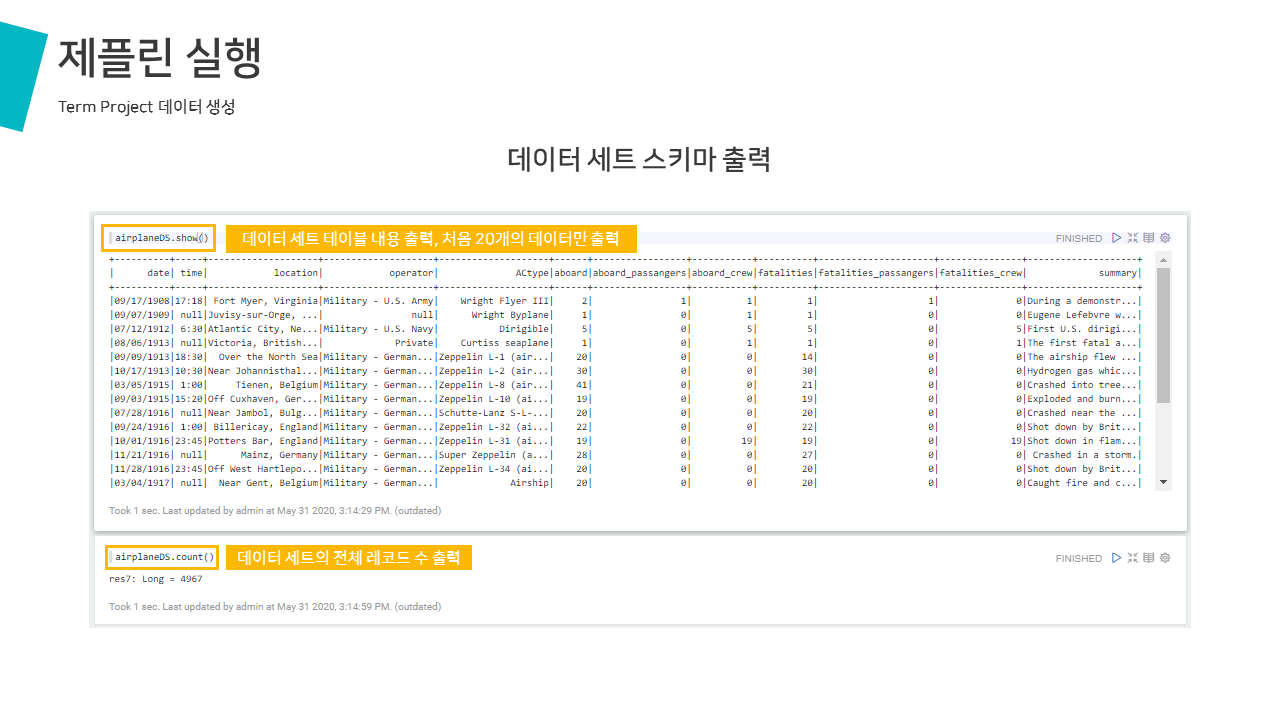 제플린 실행
Term Project 데이터 생성
데이터 세트 스키마 출력
airplaneDS.show()
데이터 세트 테이블 내용 출력, 처음 20개의 데이터만 출력
FINISHED
+----------+-----+--------------------+--------------------+--------------------+------+-----------------+-----------+----------+---------------------+---------------+--------------------+
|      date| time|            location|            operator|              ACtype|aboard|aboard_passangers|aboard_crew|fatalities|fatalities_passangers|fatalities_crew|             summary|
+----------+-----+--------------------+--------------------+--------------------+------+-----------------+-----------+----------+---------------------+---------------+--------------------+
|09/17/1908|17:18| Fort Myer, Virginia|Military - U.S. Army|    Wright Flyer III|     2|                1|          1|         1|                    1|              0|During a demonstr...|
|09/07/1909| null|Juvisy-sur-Orge, ...|                null|      Wright Byplane|     1|                0|          1|         1|                    0|              0|Eugene Lefebvre w...|
|07/12/1912| 6:30|Atlantic City, Ne...|Military - U.S. Navy|           Dirigible|     5|                0|          5|         5|                    0|              5|First U.S. dirigi...|
|08/06/1913| null|Victoria, British...|             Private|    Curtiss seaplane|     1|                0|          1|         1|                    0|              1|The first fatal a...|
|09/09/1913|18:30|  Over the North Sea|Military - German...|Zeppelin L-1 (air...|    20|                0|          0|        14|                    0|              0|The airship flew ...|
|10/17/1913|10:30|Near Johannisthal...|Military - German...|Zeppelin L-2 (air...|    30|                0|          0|        30|                    0|              0|Hydrogen gas whic...|
|03/05/1915| 1:00|     Tienen, Belgium|Military - German...|Zeppelin L-8 (air...|    41|                0|          0|        21|                    0|              0|Crashed into tree...|
|09/03/1915|15:20|Off Cuxhaven, Ger...|Military - German...|Zeppelin L-10 (ai...|    19|                0|          0|        19|                    0|              0|Exploded and burn...|
|07/28/1916| null|Near Jambol, Bulg...|Military - German...|Schutte-Lanz S-L-...|    20|                0|          0|        20|                    0|              0|Crashed near the ...|
|09/24/1916| 1:00| Billericay, England|Military - German...|Zeppelin L-32 (ai...|    22|                0|          0|        22|                    0|              0|Shot down by Brit...|
|10/01/1916|23:45|Potters Bar, England|Military - German...|Zeppelin L-31 (ai...|    19|                0|         19|        19|                    0|             19|Shot down in flam...|
|11/21/1916| null|      Mainz, Germany|Military - German...|Super Zeppelin (a...|    28|                0|          0|        27|                    0|              0| Crashed in a storm.|
|11/28/1916|23:45|Off West Hartlepo...|Military - German...|Zeppelin L-34 (ai...|    20|                0|          0|        20|                    0|              0|Shot down by Brit...|
|03/04/1917| null|  Near Gent, Belgium|Military - German...|             Airship|    20|                0|          0|        20|                    0|              0|Caught fire and c...|
Took 1 sec. Last updated by admin at May 31 2020, 3:14:29 PM. (outdated)
airplaneDS.count()
데이터 세트의 전체 레코드 수 출력
FINISHED
res7: Long = 4967
Took 1 sec. Last updated by admin at May 31 2020, 3:14:59 PM. (outdated)